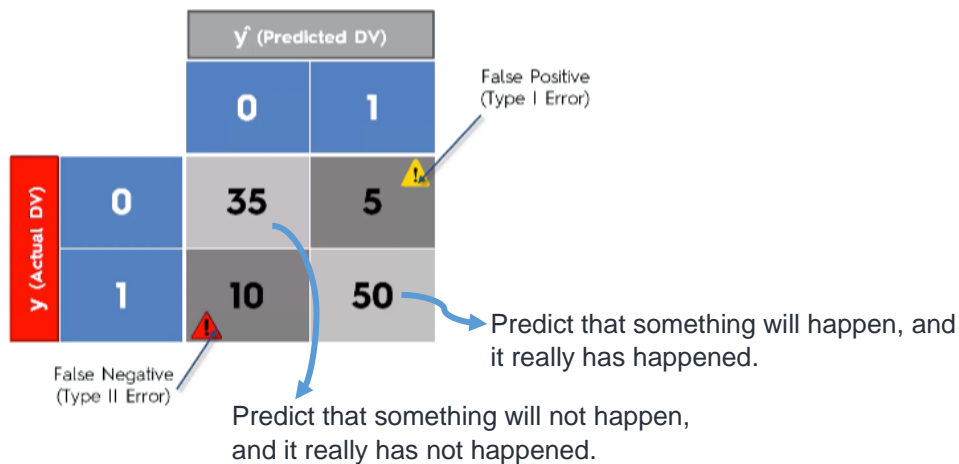 ŷ (Predicted DV)
False Positive
(Type I Error)
0 1
y (Actual DV)
0 35 5
1 10 50
Predict that something will happen, and
it really has happened.
False Negative
(Type II Error)
Predict that something will not happen,
and it really has not happened.